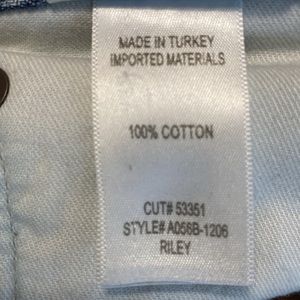 MADE IN TURKEY
IMPORTED MATERIALS
100% COTTON
CUT# 53351
STYLE# A056B-1206
RILEY